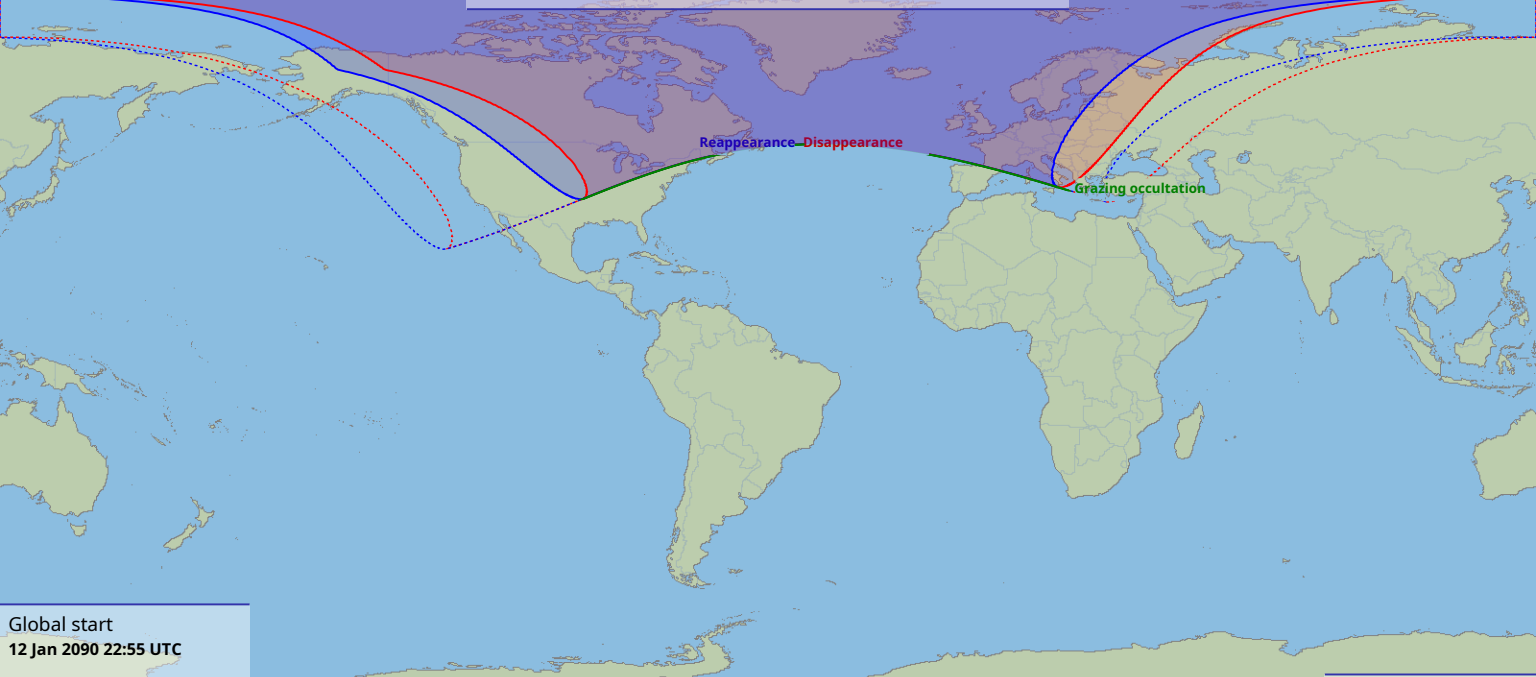 Reappearance Disappearance
Grazing occultation
Global start
12 Jan 2090 22:55 UTC